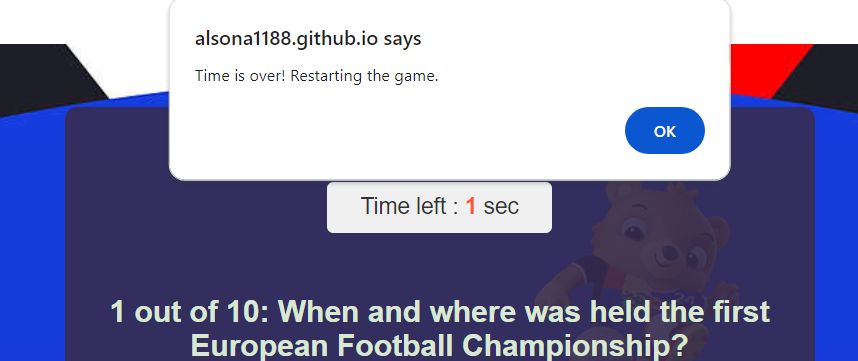 alsona1188.github.io says
Time is over! Restarting the game.
OK
Time left : 1 sec
1 out of 10: When and where was held the first
European Football Championship?